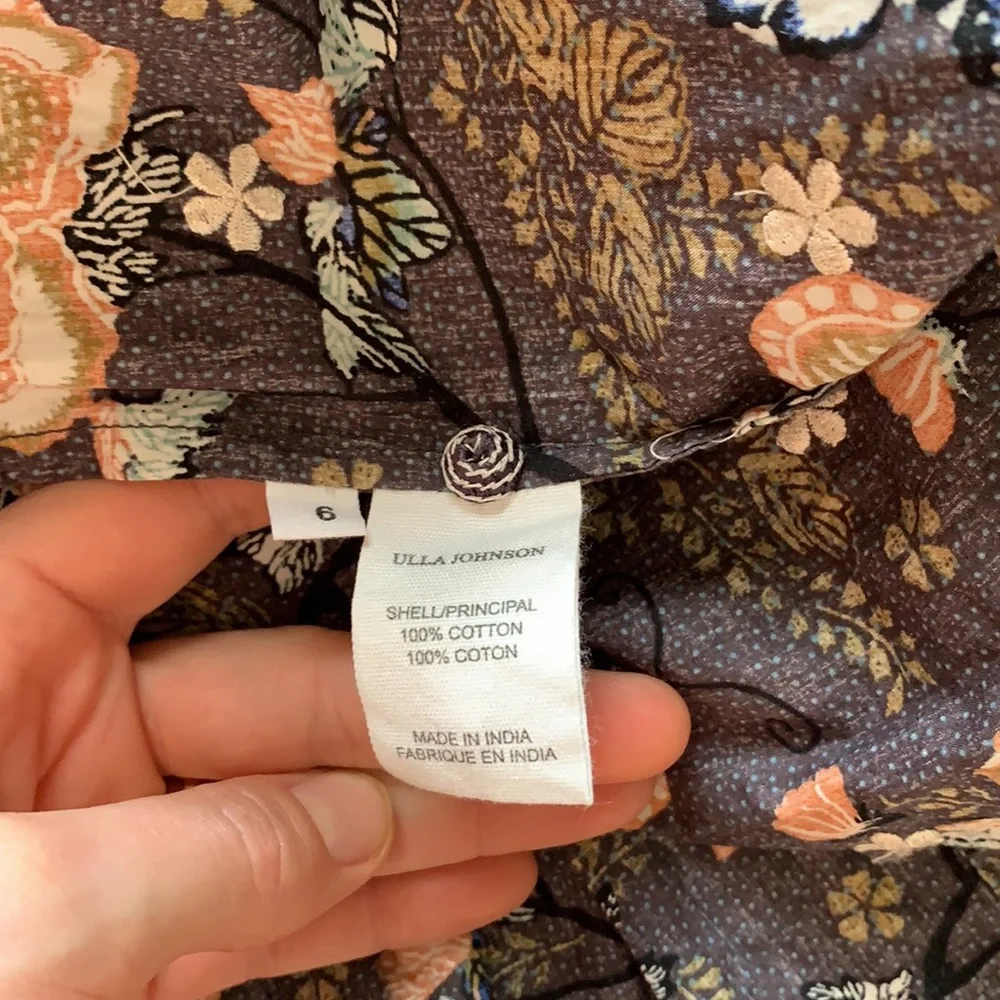 6
ULLA JOHNSON
SHELL/PRINCIPAL
100% COTTON
100% COTON
MADE IN INDIA
FABRIQUE EN INDIA